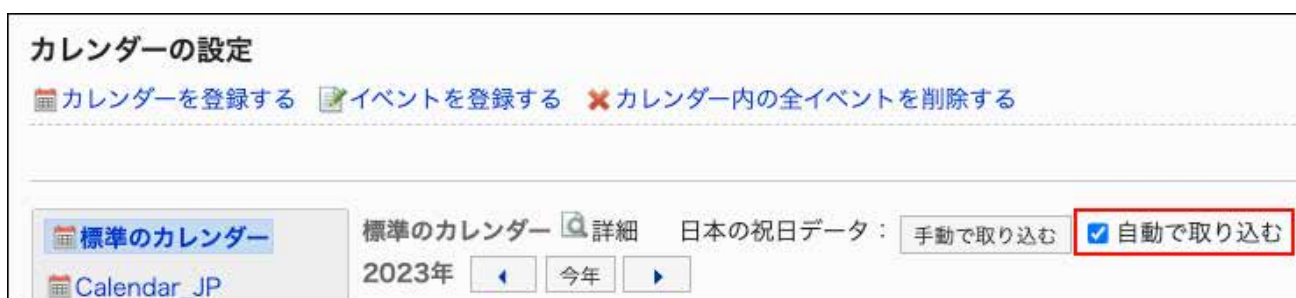 カレンダーの設定
カレンダーを登録する イベントを登録する カレンダー内の全イベントを削除する
標準のカレンダー
Calendar_JP
標準のカレンダー 詳細 日本の祝日データ： 手動で取り込む 自動で取り込む
2023年 今年